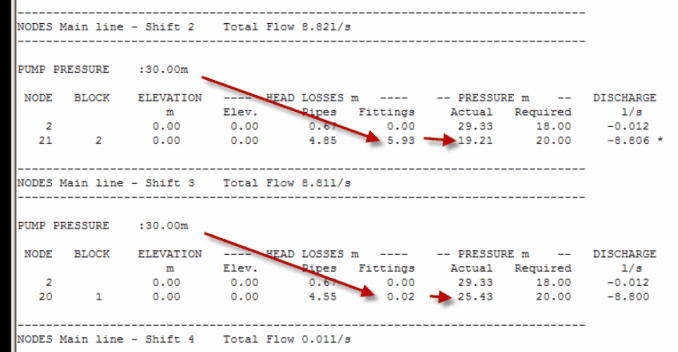 NODES Main line - Shift 2 Total Flow 8.82l/s
PUMP PRESSURE :30.00m
NODE BLOCK ELEVATION ---- HEAD LOSSES m ---- -- PRESSURE m -- DISCHARGE
m Elev. Pipes Fittings Actual Required l/s
2 0.00 0.00 0.67 0.00 29.33 18.00 -0.012
21 2 0.00 0.00 4.85 5.93 19.21 20.00 -8.806 *
NODES Main line - Shift 3 Total Flow 8.81l/s
PUMP PRESSURE :30.00m
NODE BLOCK ELEVATION ---- HEAD LOSSES m ---- -- PRESSURE m -- DISCHARGE
m Elev. Pipes Fittings Actual Required l/s
2 0.00 0.00 0.67 0.00 29.33 18.00 -0.012
20 1 0.00 0.00 4.55 0.02 25.43 20.00 -8.800
NODES Main line - Shift 4 Total Flow 0.01l/s